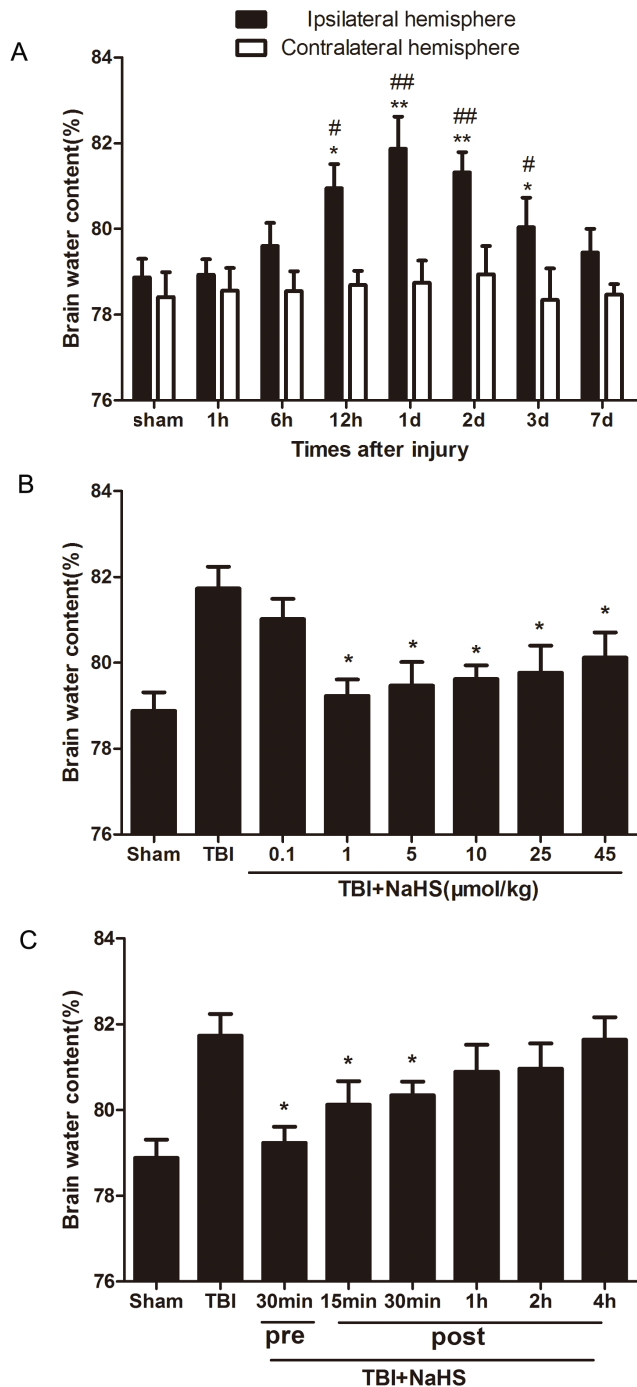 Ipsilateral hemisphere
Contralateral hemisphere
A
84
82
80
78
76
Brain water content(%)
#
*
##
**
##
**
#
*
sham 1h 6h 12h 1d 2d 3d 7d
Times after injury
B
84
82
80
78
76
Brain water content(%)
* * * * *
Sham TBI 0.1 1 5 10 25 45
TBI+NaHS(μmol/kg)
C
84
82
80
78
76
Brain water content(%)
* * *
Sham TBI 30min 15min 30min 1h 2h 4h
pre post
TBI+NaHS